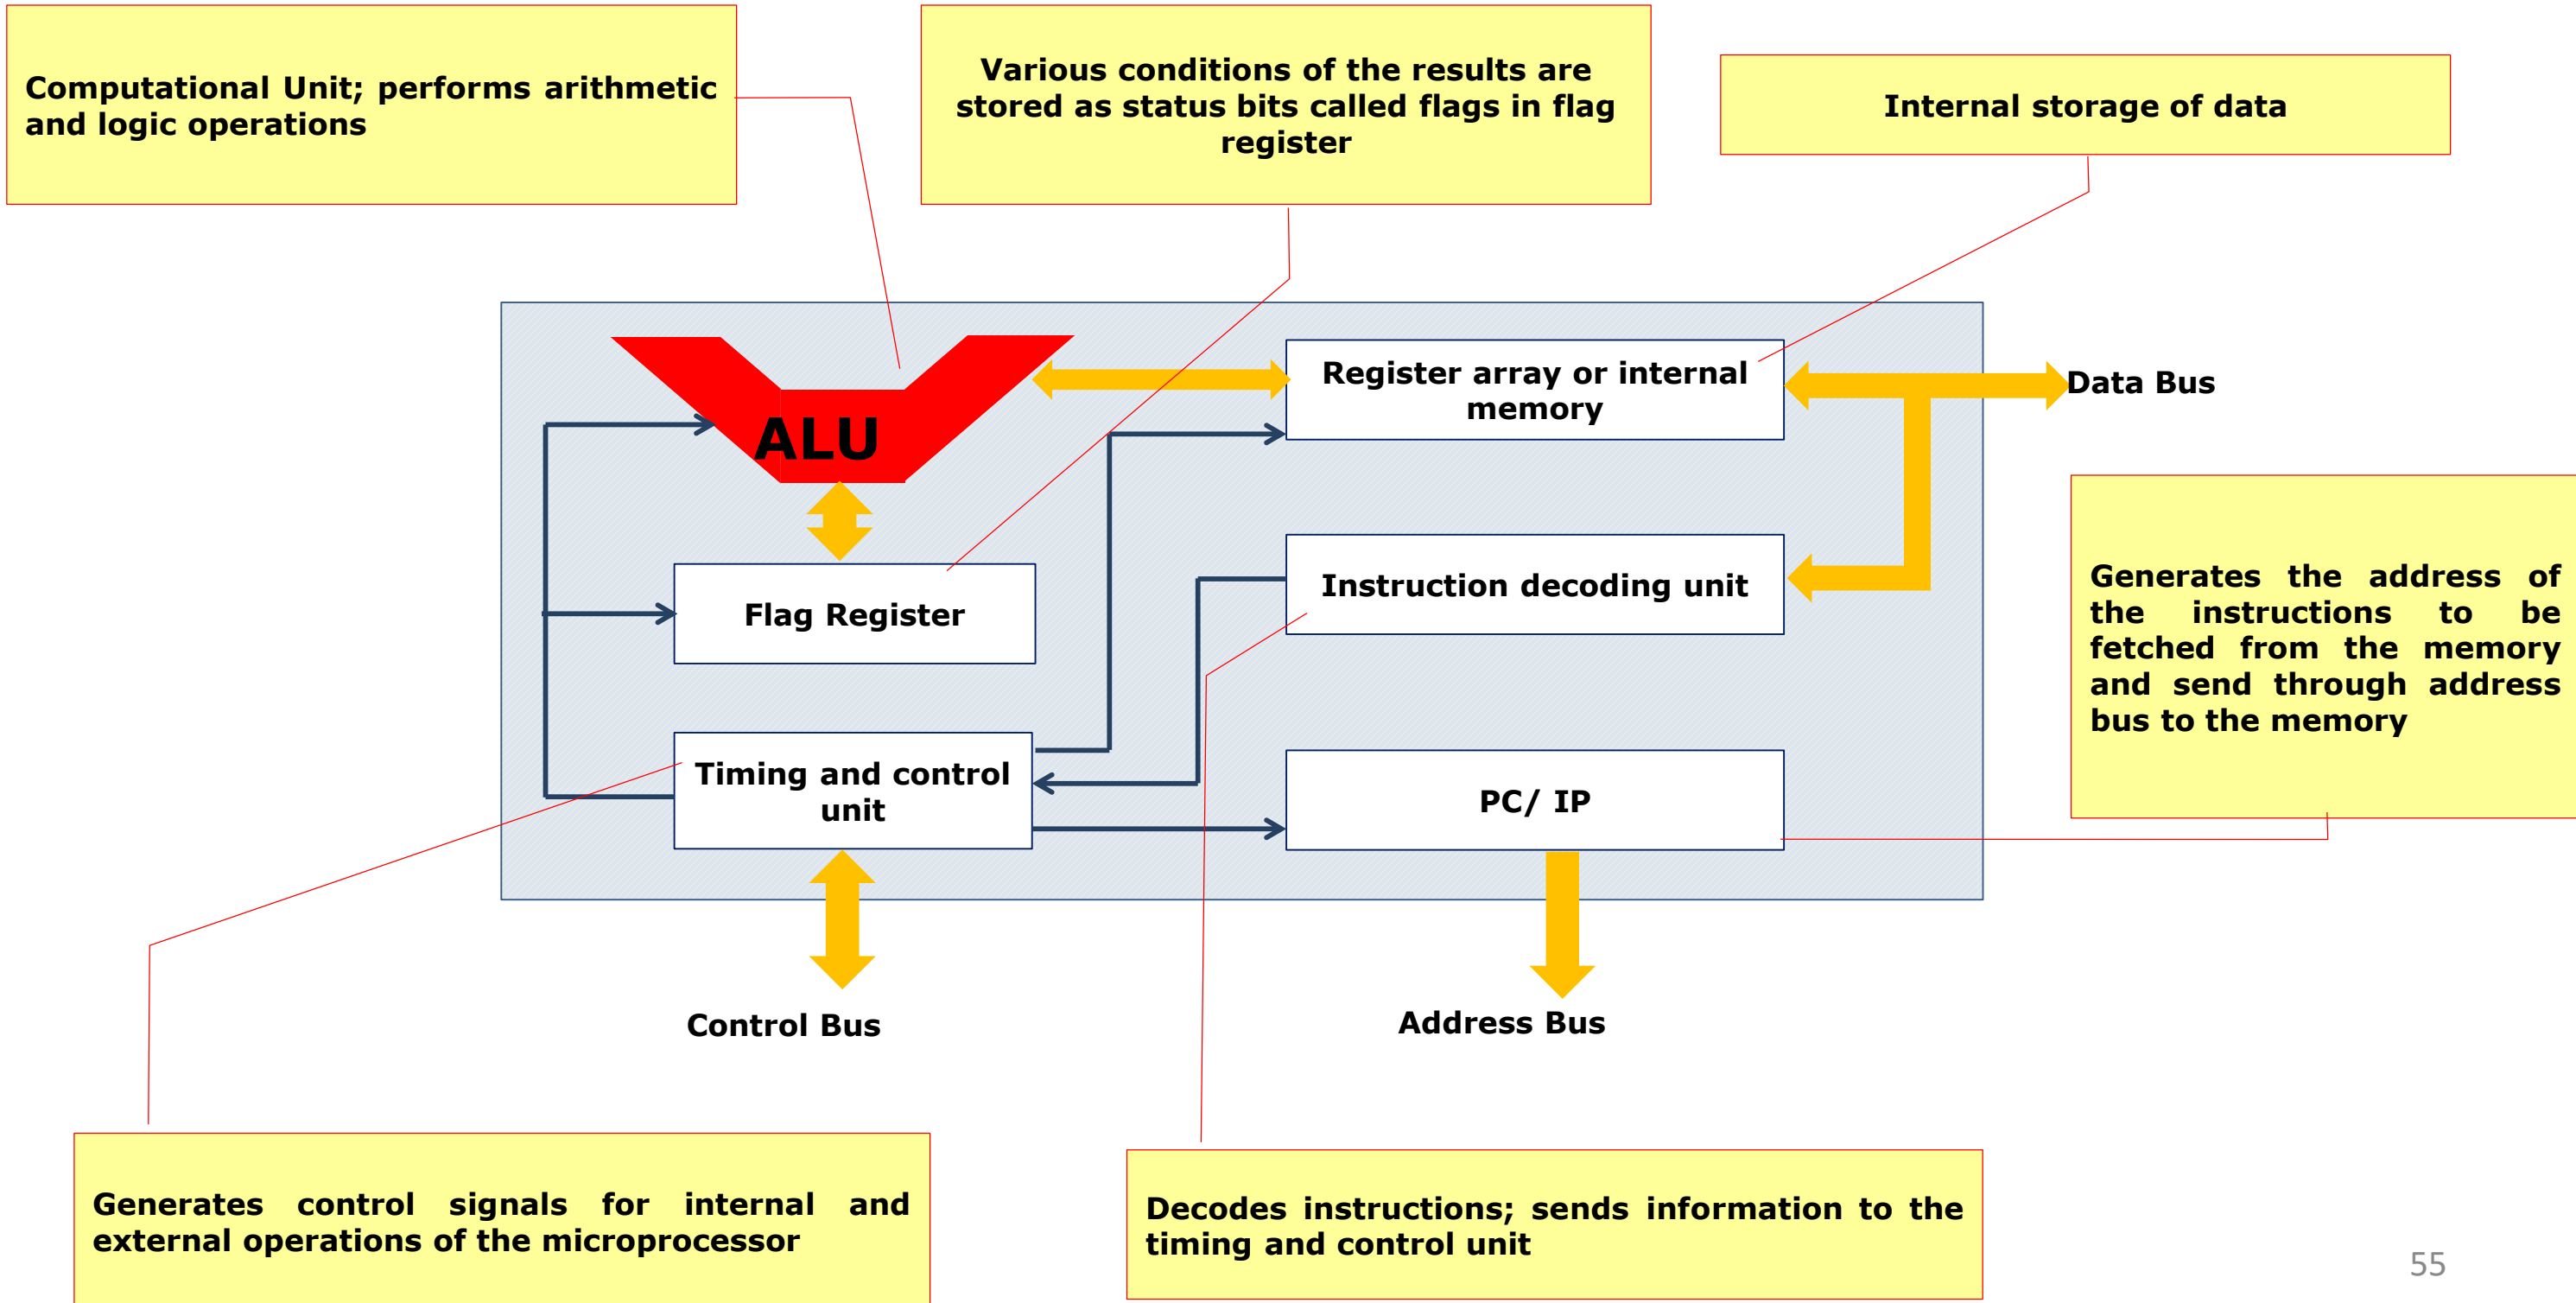 Computational Unit; performs arithmetic
and logic operations
Various conditions of the results are
stored as status bits called flags in flag
register
Internal storage of data
ALU
Register array or internal
memory
Data Bus
Flag Register
Instruction decoding unit
Generates the address of
the instructions to be
fetched from the memory
and send through address
bus to the memory
Timing and control
unit
PC/ IP
Control Bus
Address Bus
Generates control signals for internal and
external operations of the microprocessor
Decodes instructions; sends information to the
timing and control unit
55